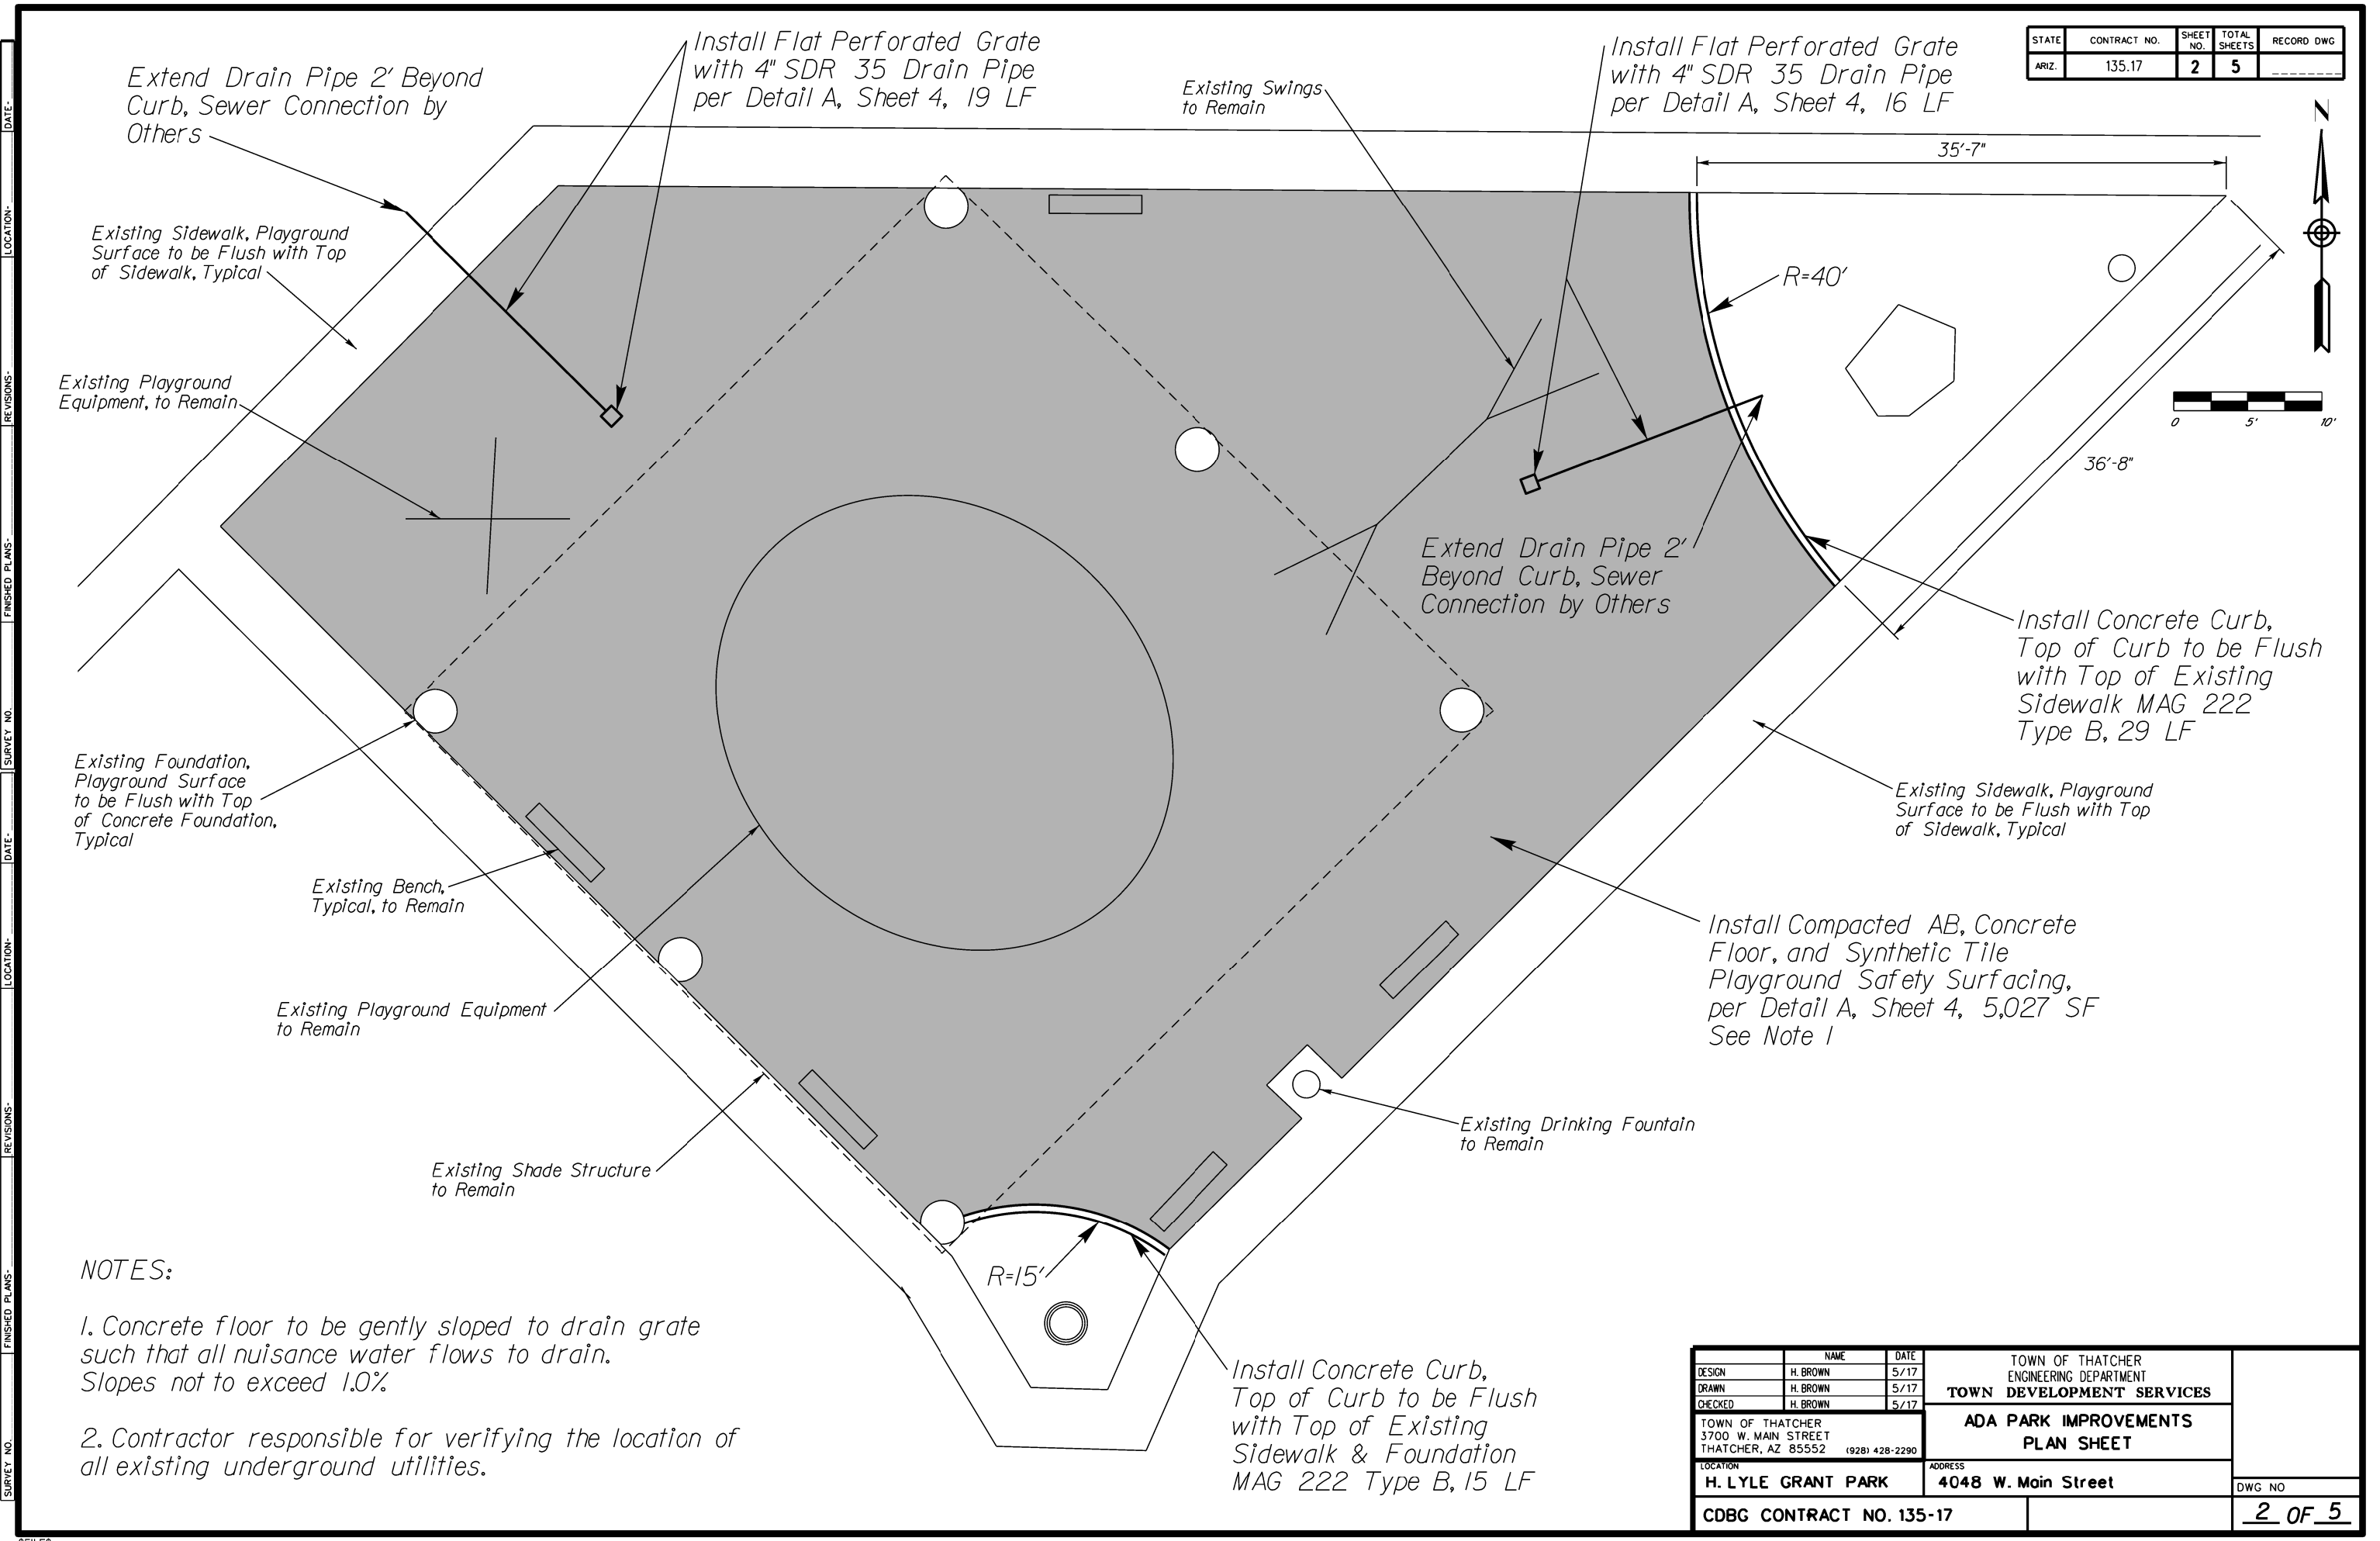 Install Flat Perforated Grate
with 4" SDR 35 Drain Pipe
per Detail A, Sheet 4, 19 LF
Install Flat Perforated Grate
with 4" SDR 35 Drain Pipe
per Detail A, Sheet 4, 16 LF
STATE CONTRACT NO. SHEET NO. TOTAL SHEETS RECORD DWG
ARIZ. 135.17 2 5
Extend Drain Pipe 2' Beyond
Curb, Sewer Connection by
Others
Existing Swings
to Remain
N
35'-7"
Existing Sidewalk, Playground
Surface to be Flush with Top
of Sidewalk, Typical
R=40'
Existing Playground
Equipment, to Remain
0 5' 10'
36'-8"
Extend Drain Pipe 2'
Beyond Curb, Sewer
Connection by Others
Install Concrete Curb,
Top of Curb to be Flush
with Top of Existing
Sidewalk MAG 222
Type B, 29 LF
Existing Foundation,
Playground Surface
to be Flush with Top
of Concrete Foundation,
Typical
Existing Sidewalk, Playground
Surface to be Flush with Top
of Sidewalk, Typical
Existing Bench,
Typical, to Remain
Install Compacted AB, Concrete
Floor, and Synthetic Tile
Playground Safety Surfacing,
per Detail A, Sheet 4, 5,027 SF
See Note 1
Existing Playground Equipment
to Remain
Existing Drinking Fountain
to Remain
Existing Shade Structure
to Remain
R=15'
Install Concrete Curb,
Top of Curb to be Flush
with Top of Existing
Sidewalk & Foundation
MAG 222 Type B, 15 LF
NOTES:
1. Concrete floor to be gently sloped to drain grate
such that all nuisance water flows to drain.
Slopes not to exceed 1.0%
2. Contractor responsible for verifying the location of
all existing underground utilities.
NAME DATE
DESIGN H. BROWN 5/17
DRAWN H. BROWN 5/17
CHECKED H. BROWN 5/17
TOWN OF THATCHER
3700 W. MAIN STREET
THATCHER, AZ 85552 (928) 428-2290
TOWN OF THATCHER
ENGINEERING DEPARTMENT
TOWN DEVELOPMENT SERVICES
ADA PARK IMPROVEMENTS
PLAN SHEET
LOCATION
H. LYLE GRANT PARK
ADDRESS
4048 W. Main Street
CDBG CONTRACT NO. 135-17
DWG NO
2 OF 5
DATE-
LOCATION-
REVISIONS-
FINISHED PLANS-
SURVEY NO.
DATE-
LOCATION-
REVISIONS-
FINISHED PLANS-
SURVEY NO.